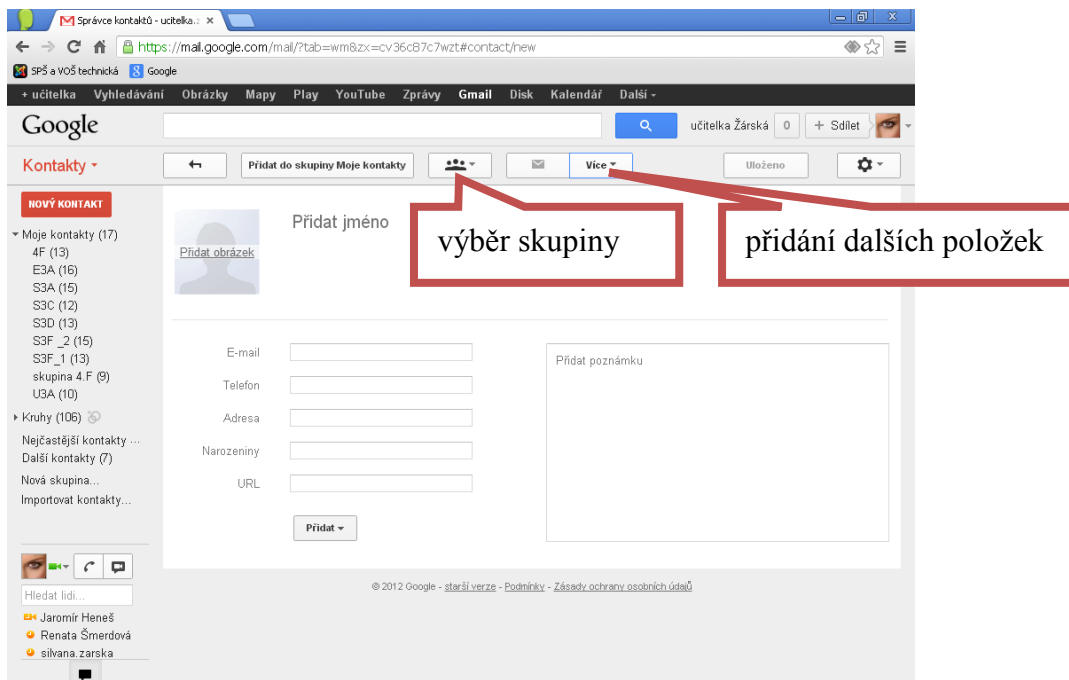 Správce kontaktů - ucitelka.z
https://mail.google.com/mail/?tab=wm&zx=cv36c87c7wzt#contact/new
SPŠ a VOŠ technická Google
+ učitelka Vyhledávání Obrázky Mapy Play YouTube Zprávy Gmail Disk Kalendář Další
Google učitelka Žárská 0 + Sdílet
Kontakty Přidat do skupiny Moje kontakty Více Uloženo
NOVÝ KONTAKT
Moje kontakty (17)
4F (13)
E3A (16)
S3A (15)
S3C (12)
S3D (13)
S3F _2 (15)
S3F_1 (13)
skupina 4.F (9)
U3A (10)
Kruhy (106)
Nejčastější kontakty ...
Další kontakty (7)
Nová skupina...
Importovat kontakty...
Hledat lidi...
Jaromír Heneš
Renata Šmerdová
silvana.zarska
Přidat obrázek
Přidat jméno
výběr skupiny
přidání dalších položek
E-mail
Telefon
Adresa
Narozeniny
URL
Přidat
Přidat poznámku
© 2012 Google - starší verze - Podmínky - Zásady ochrany osobních údajů